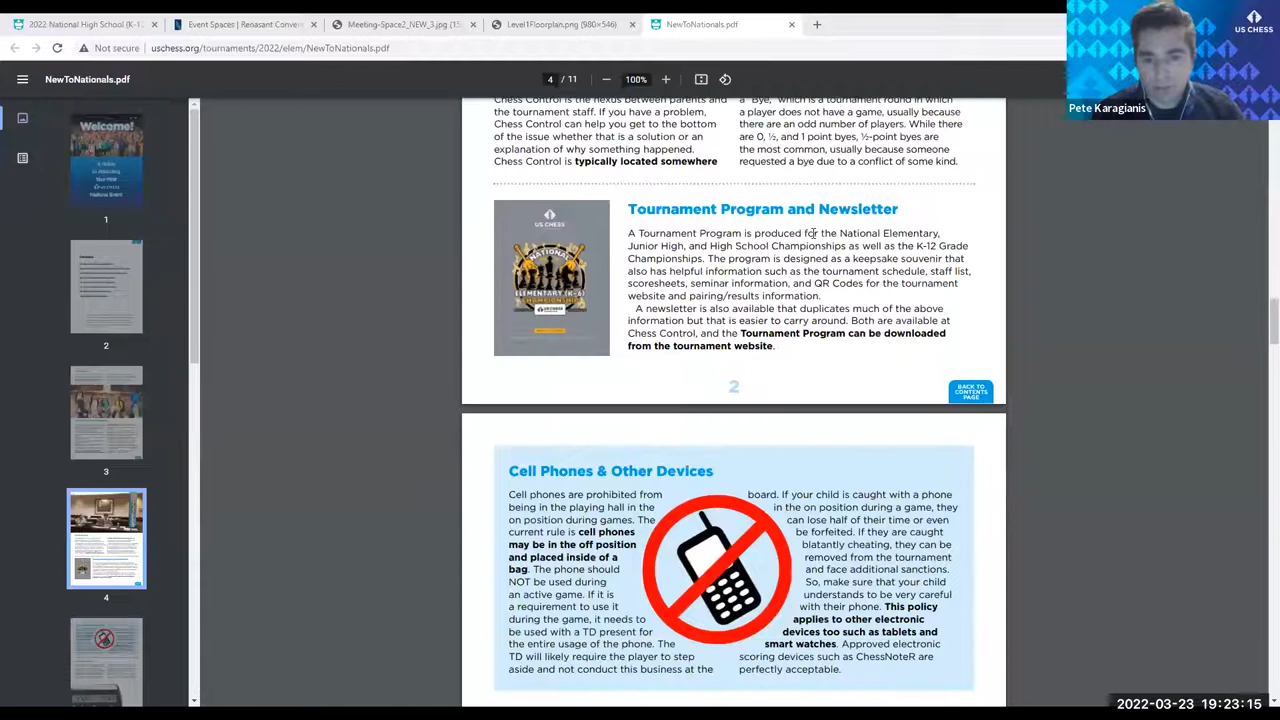 2022 National High School (K-1
Event Spaces | Renasant Conven
Meeting-Space2_NEW_3.jpg (15
Level1Floorplan.png (980×546)
NewToNationals.pdf
Not secure
uschess.org/tournaments/2022/elem/NewToNationals.pdf
US CHESS
Pete Karagianis
NewToNationals.pdf
4 / 11
100%
Welcome!
1
2
3
4
Chess Control is the nexus between parents and
the tournament staff. If you have a problem,
Chess Control can help you get to the bottom
of the issue whether that is a solution or an
explanation of why something happened.
Chess Control is typically located somewhere
a "Bye," which is a tournament round in which
a player does not have a game, usually because
there are an odd number of players. While there
are 0, ½, and 1 point byes, ½-point byes are
the most common, usually because someone
requested a bye due to a conflict of some kind.
US CHESS
NATIONAL
ELEMENTARY (K-6)
CHAMPIONSHIP
Tournament Program and Newsletter
A Tournament Program is produced for the National Elementary,
Junior High, and High School Championships as well as the K-12 Grade
Championships. The program is designed as a keepsake souvenir that
also has helpful information such as the tournament schedule, staff list,
scoresheets, seminar information, and QR Codes for the tournament
website and pairing/results information.
A newsletter is also available that duplicates much of the above
information but that is easier to carry around. Both are available at
Chess Control, and the Tournament Program can be downloaded
from the tournament website.
2
BACK TO
CONTENTS
PAGE
Cell Phones & Other Devices
Cell phones are prohibited from
being in the playing hall in the
on position during games. The
current rule is cell phones
may be in the off position
and placed inside of a
bag. The phone should
NOT be used during
an active game. If it is
a requirement to use it
during the game, it needs to
be used with a TD present for
the entire usage of the phone. The
TD will likely require the player to step
aside and not conduct this business at the
board. If your child is caught with a phone
in the on position during a game, they
can lose half of their time or even
be forfeited. If they are caught
blatantly cheating, they can be
removed from the tournament
and face additional sanctions.
So, make sure that your child
understands to be very careful
with their phone. This policy
applies to other electronic
devices too such as tablets and
smart watches. Approved electronic
scoring devices such as ChessNoteR are
perfectly acceptable.
2022-03-23 19:23:15